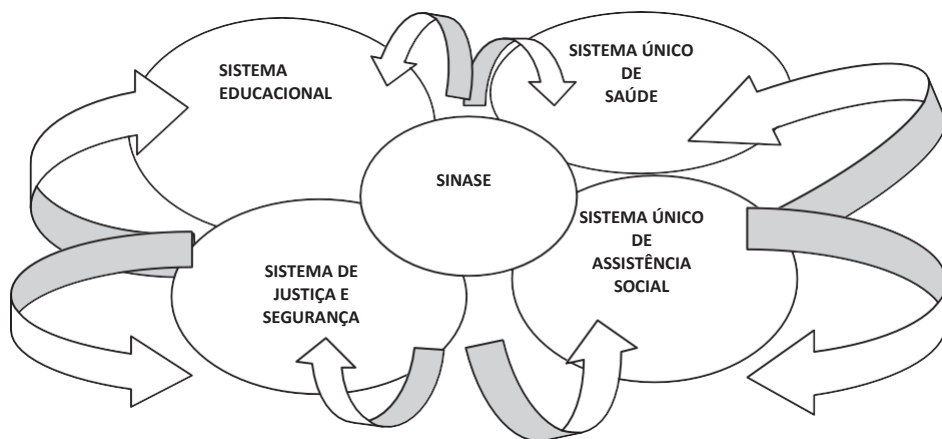 SISTEMA
EDUCACIONAL
SISTEMA ÚNICO
DE
SAÚDE
SINASE
SISTEMA DE
JUSTIÇA E
SEGURANÇA
SISTEMA ÚNICO
DE
ASSISTÊNCIA
SOCIAL